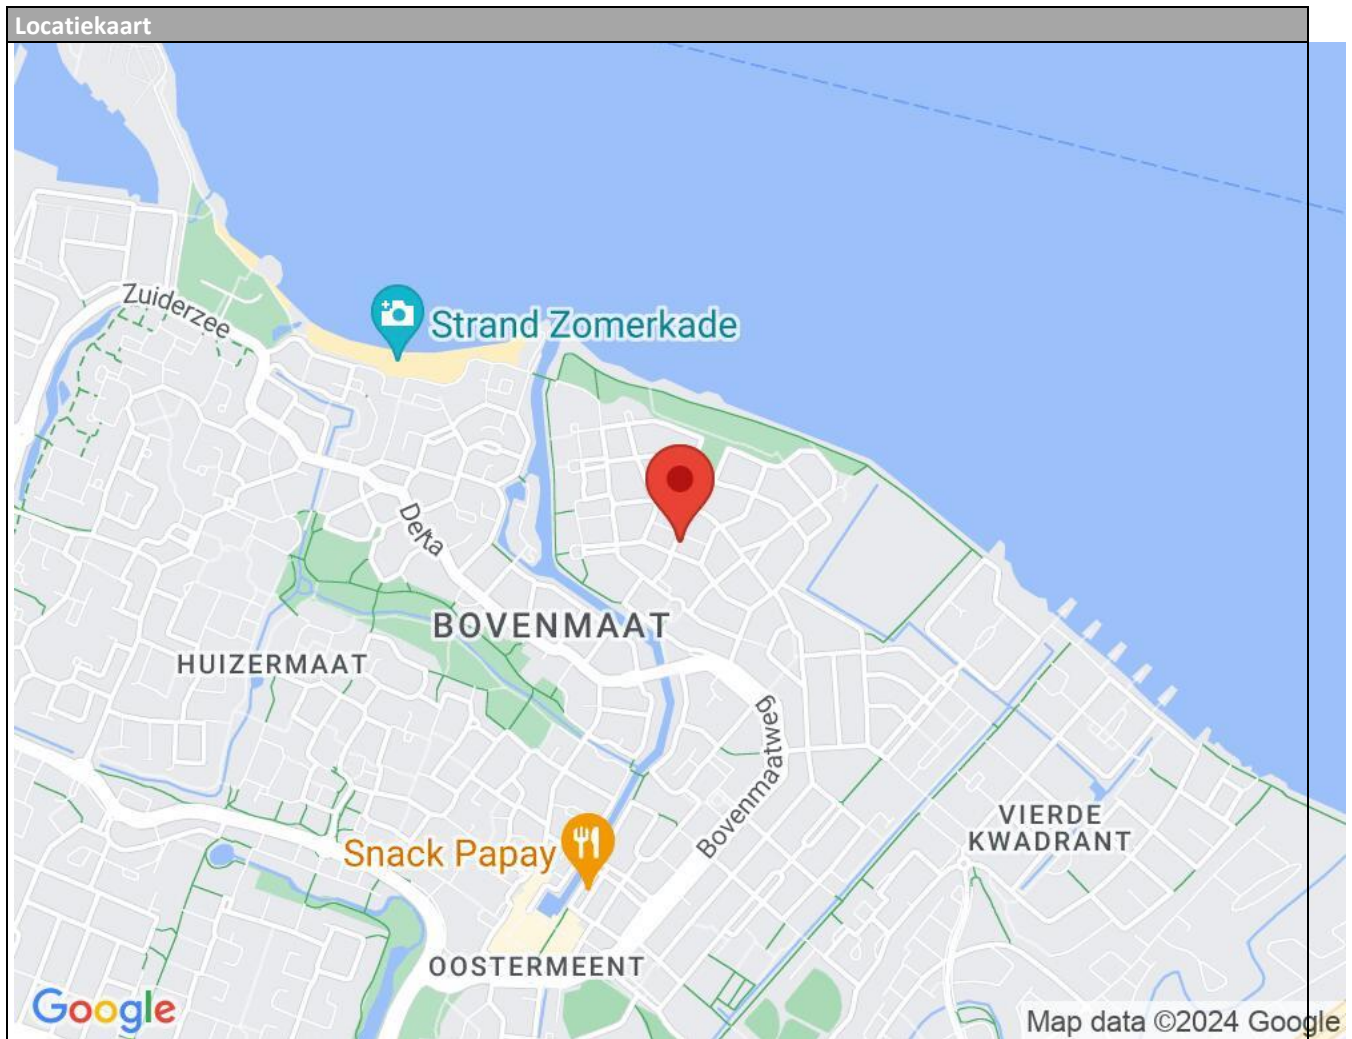 Locatiekaart
Zuiderzee
Strand Zomerkade
Delta
BOVENMAAT
HUIZERMAAT
Bovenmaatweg
VIERDE
KWADRANT
Snack Papay
OOSTERMEENT
Google
Map data ©2024 Google